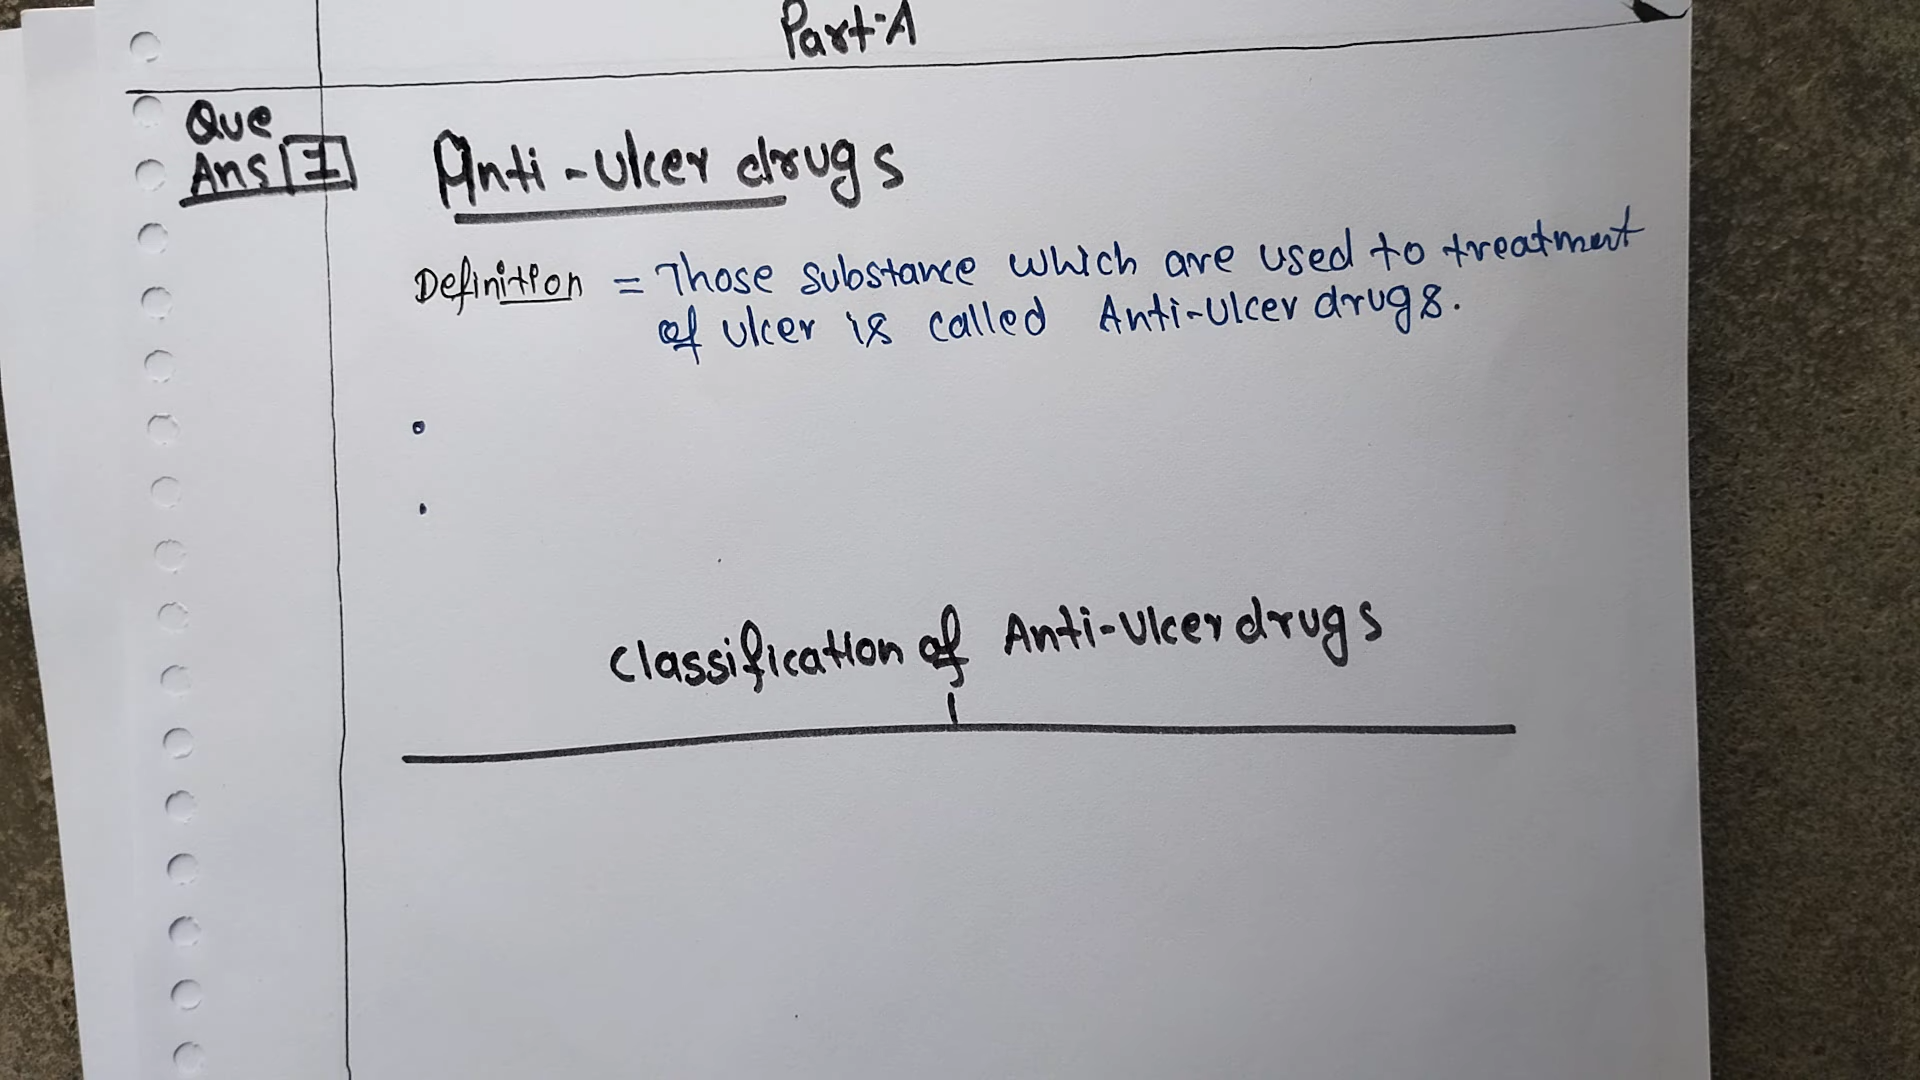 Part-A
Que
Ans 1
Anti-Ulcer drugs
Definition = Those substance which are used to treatment
of ulcer is called Anti-Ulcer drugs.
Classification of Anti-Ulcer drugs